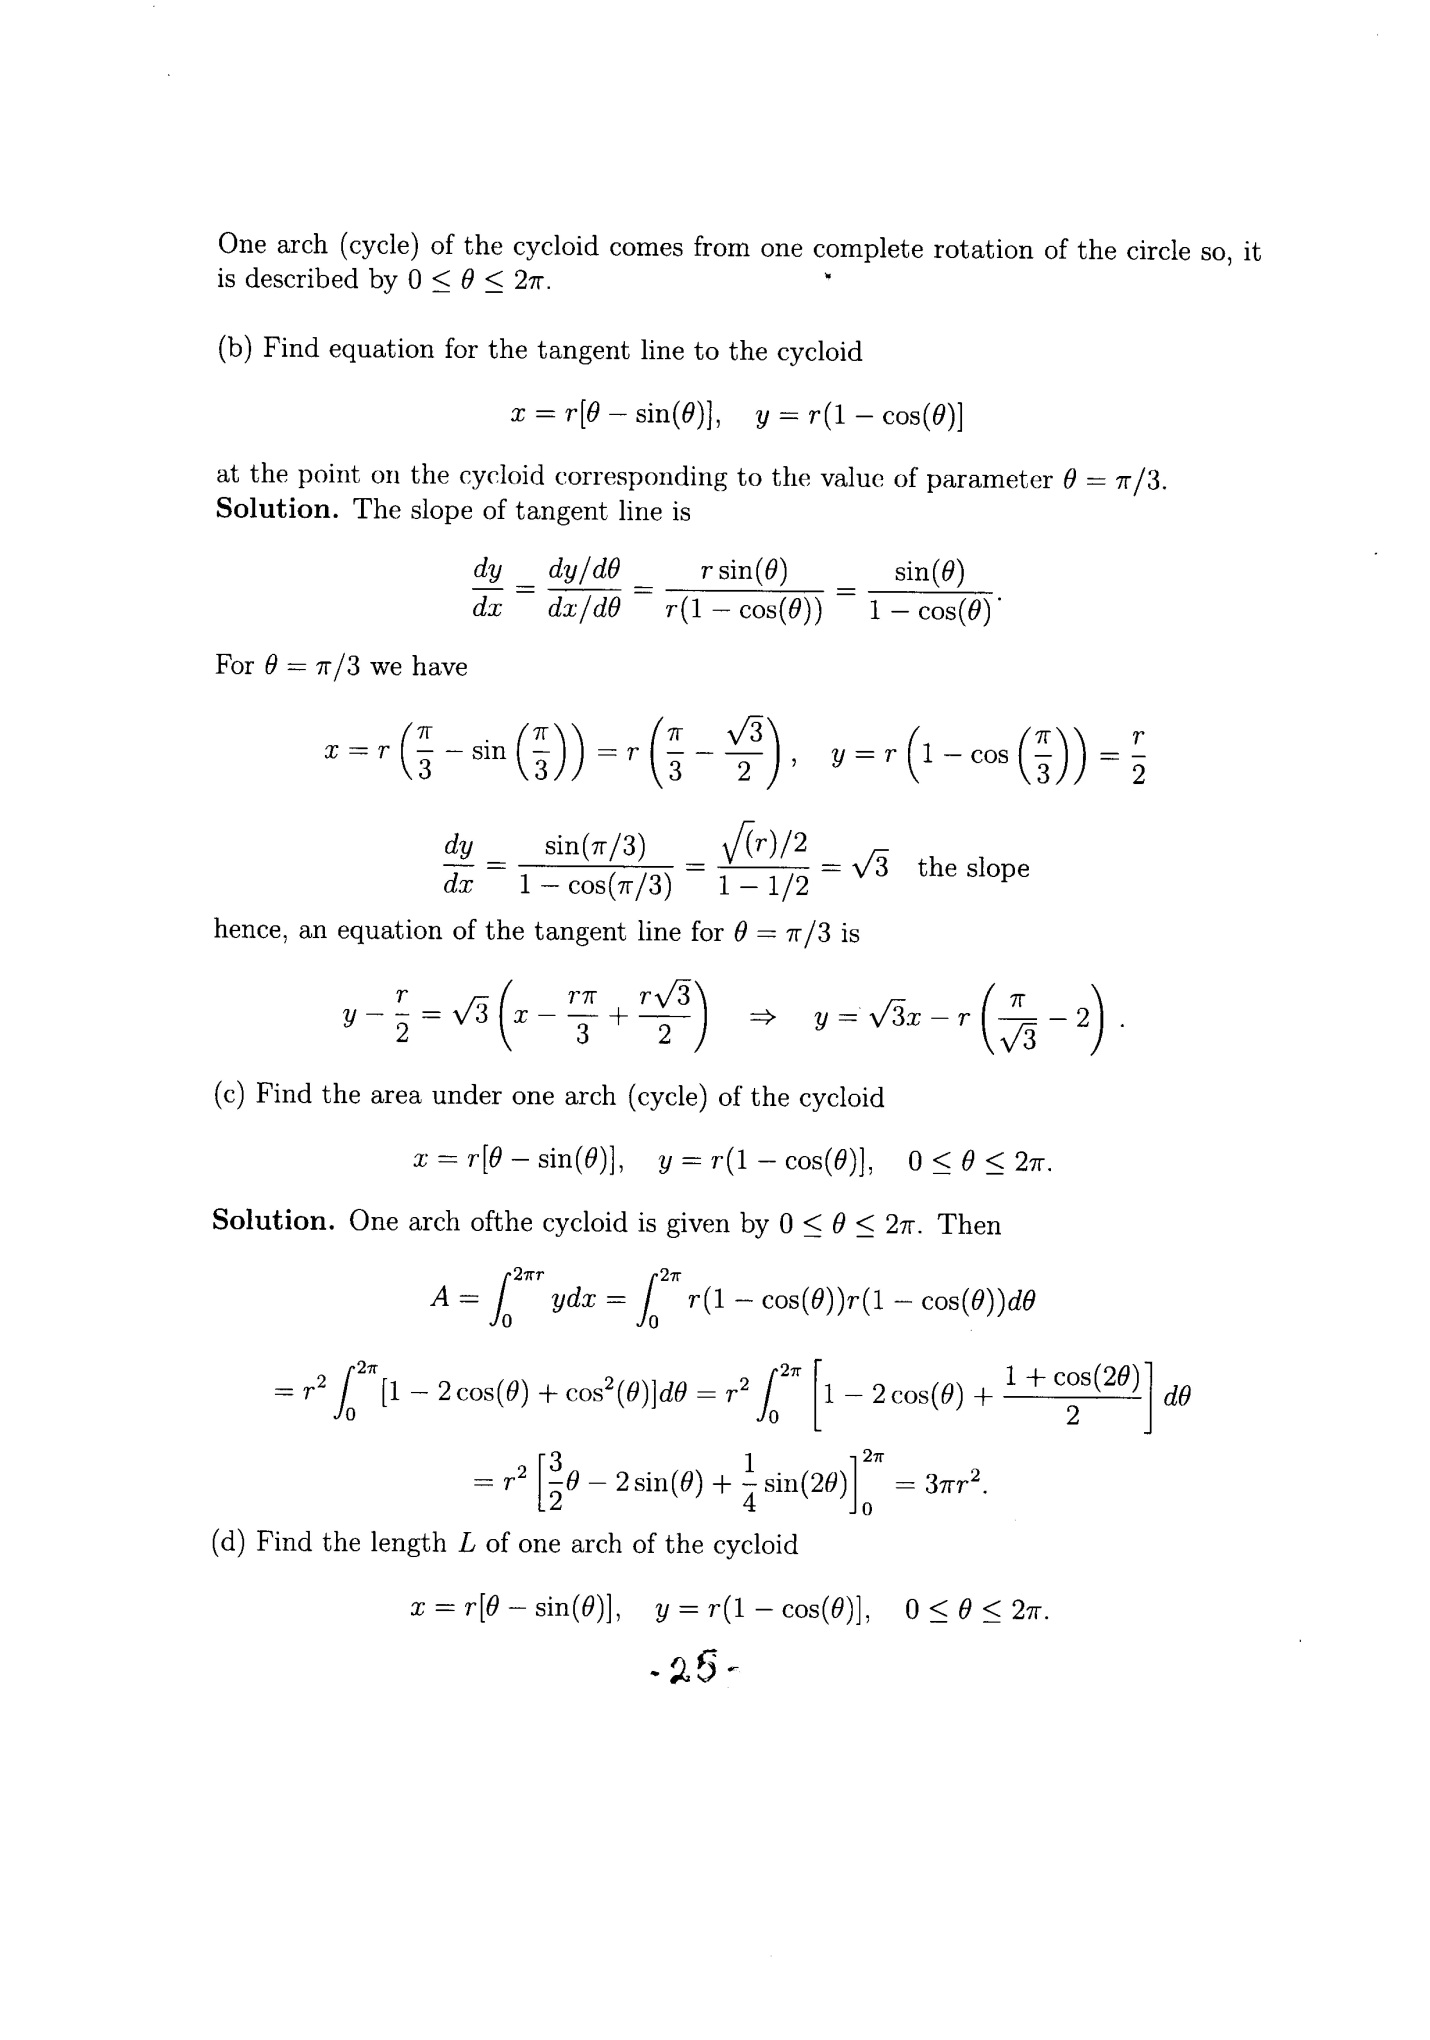 One arch (cycle) of the cycloid comes from one complete rotation of the circle so, it
is described by 0 ≤ θ ≤ 2π.
(b) Find equation for the tangent line to the cycloid
x = r[θ − sin(θ)], y = r(1 − cos(θ)]
at the point on the cycloid corresponding to the value of parameter θ = π/3.
Solution. The slope of tangent line is
dy/dx = (dy/dθ)/(dx/dθ) = r sin(θ)/(r(1 − cos(θ))) = sin(θ)/(1 − cos(θ)).
For θ = π/3 we have
x = r(π/3 − sin(π/3)) = r(π/3 − √3/2), y = r(1 − cos(π/3)) = r/2
dy/dx = sin(π/3)/(1 − cos(π/3)) = (√(r)/2)/(1 − 1/2) = √3 the slope
hence, an equation of the tangent line for θ = π/3 is
y − r/2 = √3(x − rπ/3 + r√3/2) ⇒ y = √3x − r(π/√3 − 2).
(c) Find the area under one arch (cycle) of the cycloid
x = r[θ − sin(θ)], y = r(1 − cos(θ)], 0 ≤ θ ≤ 2π.
Solution. One arch ofthe cycloid is given by 0 ≤ θ ≤ 2π. Then
A = ∫₀^{2πr} ydx = ∫₀^{2π} r(1 − cos(θ))r(1 − cos(θ))dθ
= r² ∫₀^{2π} [1 − 2 cos(θ) + cos²(θ)]dθ = r² ∫₀^{2π} [1 − 2 cos(θ) + (1 + cos(2θ))/2] dθ
= r² [3/2 θ − 2 sin(θ) + 1/4 sin(2θ)]₀^{2π} = 3πr².
(d) Find the length L of one arch of the cycloid
x = r[θ − sin(θ)], y = r(1 − cos(θ)], 0 ≤ θ ≤ 2π.
-25-